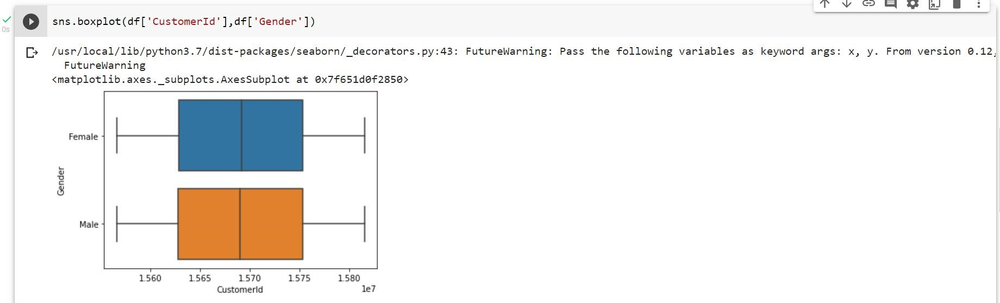 sns.boxplot(df['CustomerId'],df['Gender'])
0s
/usr/local/lib/python3.7/dist-packages/seaborn/_decorators.py:43: FutureWarning: Pass the following variables as keyword args: x, y. From version 0.12,
FutureWarning
<matplotlib.axes._subplots.AxesSubplot at 0x7f651d0f2850>
Female
Gender
Male
1.560 1.565 1.570 1.575 1.580
CustomerId
1e7